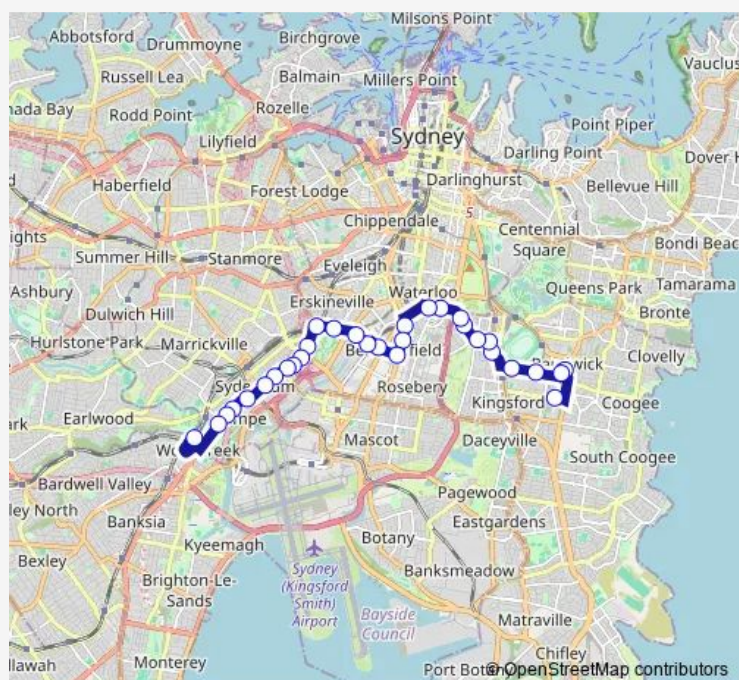 Milsons Point
Abbotsford
Birchgrove
Drummoyne
Vauclus
Russell Lea
Balmain
Millers Point
nada Bay
Rodd Point
Rozelle
Point Piper
Lilyfield
Sydney
Darling Point
Dover H
Haberfield
Forest Lodge
Darlinghurst
Bellevue Hill
5
Chippendale
ights
Centennial
Square
Bondi Beac
Summer Hill
Stanmore
Eveleigh
Ashbury
Erskineville
Waterloo
Queens Park
Tamarama
Dulwich Hill
Bronte
Hurlstone Park
Marrickville
Clovelly
Rosebery
Kingsford
Coogee
Earlwood
ark
Mascot
Daceyville
Bardwell Valley
South Coogee
ley North
Banksia
Pagewood
Kyeemagh
Botany
Eastgardens
Bexley
Sydney
(Kingsford
Smith)
Airport
Banksmeadow
Brighton-Le-
Sands
Bayside
Council
Matraville
Chifley
llawah
Monterey
Port Botany
© OpenStreetMap contributors